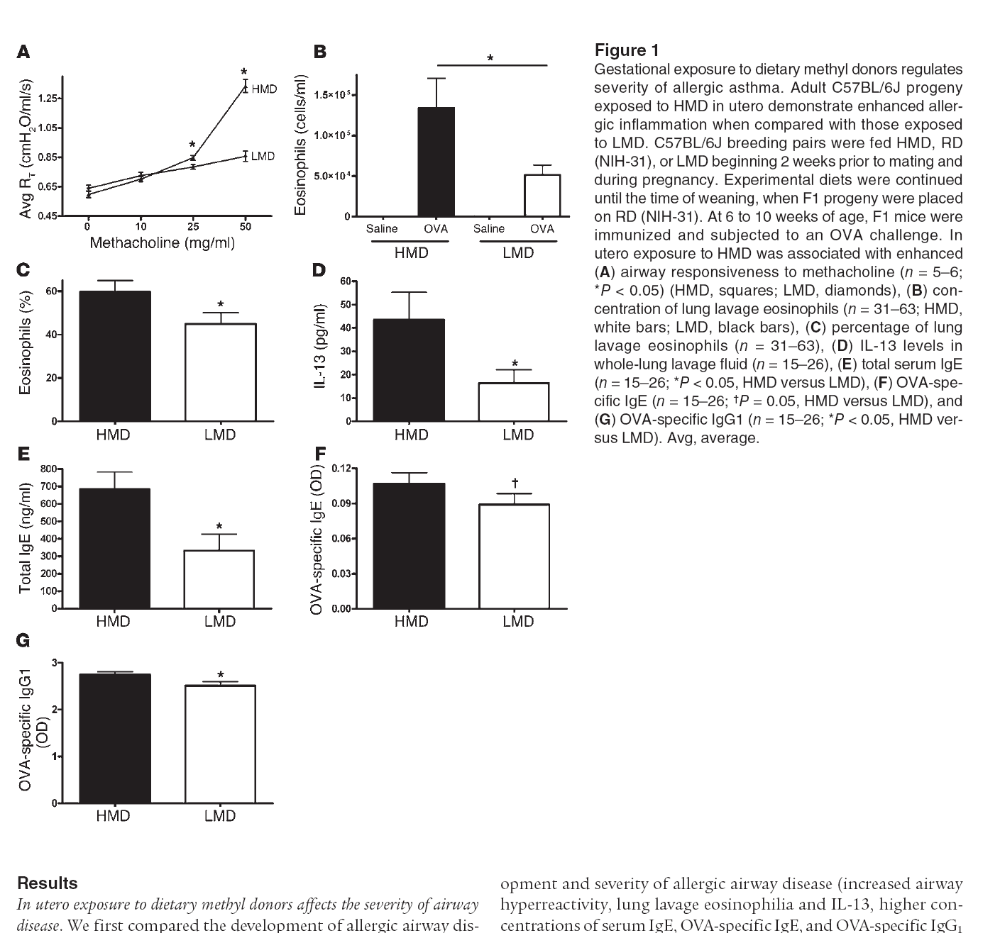 A
Avg R_T (cmH₂O/ml/s)
1.25
1.05
0.85
0.65
0.45
*
*
HMD
LMD
0 10 25 50
Methacholine (mg/ml)
B
Eosinophils (cells/ml)
*
1.5×10⁵
1.0×10⁵
5.0×10⁴
0
Saline OVA Saline OVA
HMD LMD
C
Eosinophils (%)
60
40
20
0
*
HMD LMD
D
IL-13 (pg/ml)
60
50
40
30
20
10
0
*
HMD LMD
E
Total IgE (ng/ml)
800
700
600
500
400
300
200
100
0
*
HMD LMD
F
OVA-specific IgE (OD)
0.12
0.09
0.06
0.03
0.00
†
HMD LMD
G
OVA-specific IgG1
(OD)
3
2
1
0
*
HMD LMD
Figure 1
Gestational exposure to dietary methyl donors regulates
severity of allergic asthma. Adult C57BL/6J progeny
exposed to HMD in utero demonstrate enhanced aller-
gic inflammation when compared with those exposed
to LMD. C57BL/6J breeding pairs were fed HMD, RD
(NIH-31), or LMD beginning 2 weeks prior to mating and
during pregnancy. Experimental diets were continued
until the time of weaning, when F1 progeny were placed
on RD (NIH-31). At 6 to 10 weeks of age, F1 mice were
immunized and subjected to an OVA challenge. In
utero exposure to HMD was associated with enhanced
(A) airway responsiveness to methacholine (n = 5–6;
*P < 0.05) (HMD, squares; LMD, diamonds), (B) con-
centration of lung lavage eosinophils (n = 31–63; HMD,
white bars; LMD, black bars), (C) percentage of lung
lavage eosinophils (n = 31–63), (D) IL-13 levels in
whole-lung lavage fluid (n = 15–26), (E) total serum IgE
(n = 15–26; *P < 0.05, HMD versus LMD), (F) OVA-spe-
cific IgE (n = 15–26; †P = 0.05, HMD versus LMD), and
(G) OVA-specific IgG1 (n = 15–26; *P < 0.05, HMD ver-
sus LMD). Avg, average.
Results
In utero exposure to dietary methyl donors affects the severity of airway
disease. We first compared the development of allergic airway dis-
opment and severity of allergic airway disease (increased airway
hyperreactivity, lung lavage eosinophilia and IL-13, higher con-
centrations of serum IgE, OVA-specific IgE, and OVA-specific IgG₁